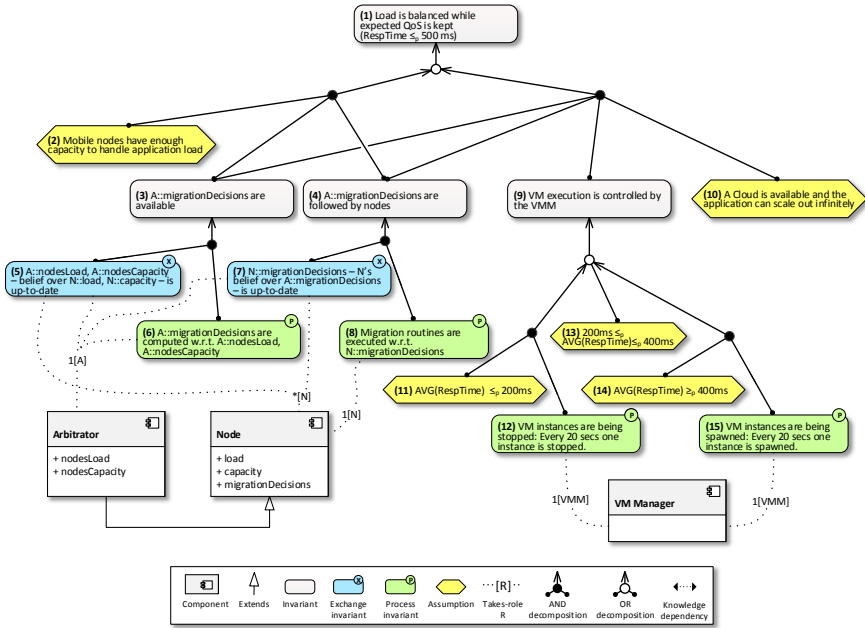 (1) Load is balanced while
expected QoS is kept
(RespTime ≤ₚ 500 ms)
(2) Mobile nodes have enough
capacity to handle application load
(3) A::migrationDecisions are
available
(4) A::migrationDecisions are
followed by nodes
(9) VM execution is controlled by
the VMM
(10) A Cloud is available and the
application can scale out infinitely
(5) A::nodesLoad, A::nodesCapacity
– belief over N::load, N::capacity – is
up-to-date
X
(7) N::migrationDecisions – N's
belief over A::migrationDecisions
– is up-to-date
X
(6) A::migrationDecisions are
computed w.r.t. A::nodesLoad,
A::nodesCapacity
P
(8) Migration routines are
executed w.r.t.
N::migrationDecisions
P
(13) 200ms ≤ₚ
AVG(RespTime)≤ₚ 400ms
(11) AVG(RespTime) ≤ₚ 200ms
(14) AVG(RespTime) ≥ₚ 400ms
(12) VM instances are being
stopped: Every 20 secs one
instance is stopped.
P
(15) VM instances are being
spawned: Every 20 secs one
instance is spawned.
P
1[A]
*[N]
1[N]
1[VMM]
1[VMM]
Arbitrator
+ nodesLoad
+ nodesCapacity
Node
+ load
+ capacity
+ migrationDecisions
VM Manager
X
P
···[R]··
Component
Extends
Invariant
Exchange
invariant
Process
invariant
Assumption
Takes-role
R
AND
decomposition
OR
decomposition
Knowledge
dependency